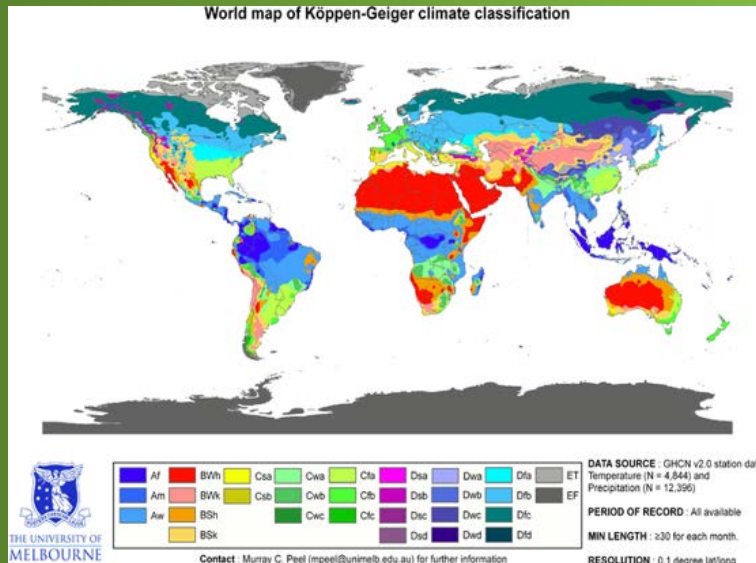 World map of Köppen-Geiger climate classification
THE UNIVERSITY OF
MELBOURNE
Af BWh Csa Cwa Cfa Dsa Dwa Dfa ET
Am BWk Csb Cwb Cfb Dsb Dwb Dfb EF
Aw BSh Cwc Cfc Dsc Dwc Dfc
BSk Dsd Dwd Dfd
DATA SOURCE : GHCN v2.0 station dat
Temperature (N = 4,844) and
Precipitation (N = 12,396)
PERIOD OF RECORD : All available
MIN LENGTH : ≥30 for each month.
RESOLUTION : 0.1 degree lat/long
Contact : Murray C. Peel (mpeel@unimelb.edu.au) for further information